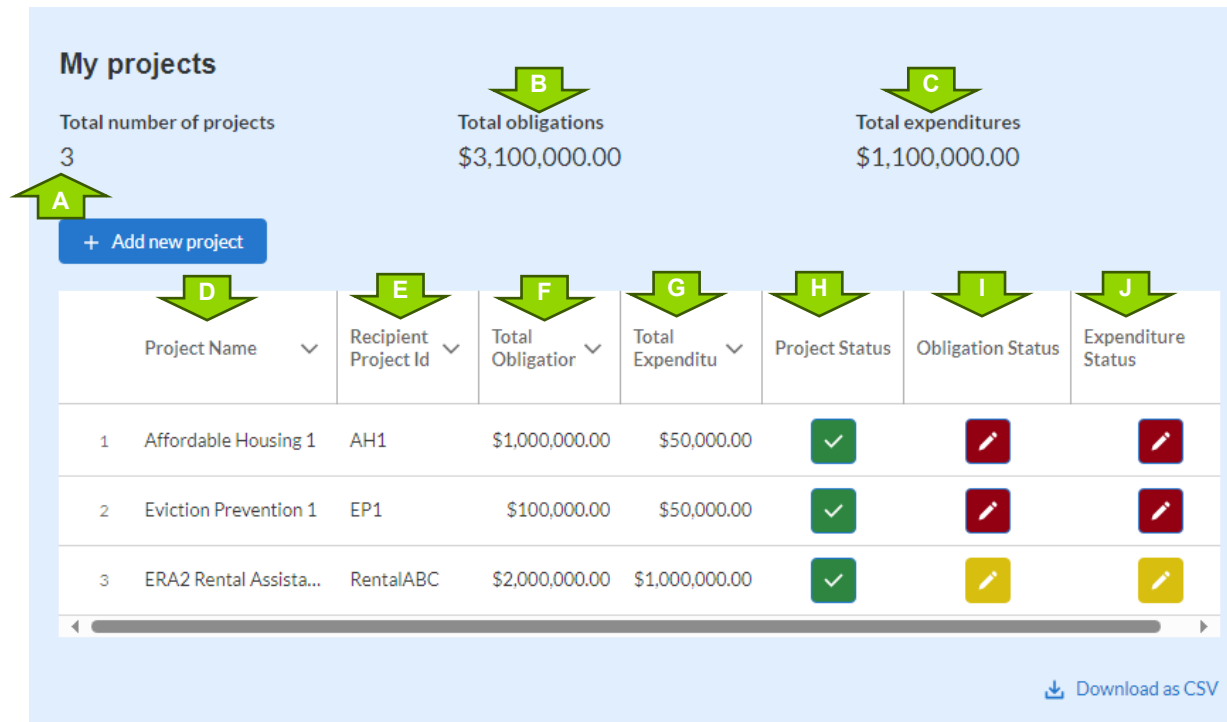 My projects
B
C
Total number of projects
Total obligations
Total expenditures
3
$3,100,000.00
$1,100,000.00
A
+ Add new project
D
E
F
G
H
I
J
Project Name
Recipient
Project Id
Total
Obligatior
Total
Expenditu
Project Status
Obligation Status
Expenditure
Status
1 Affordable Housing 1 AH1 $1,000,000.00 $50,000.00
2 Eviction Prevention 1 EP1 $100,000.00 $50,000.00
3 ERA2 Rental Assista... RentalABC $2,000,000.00 $1,000,000.00
Download as CSV